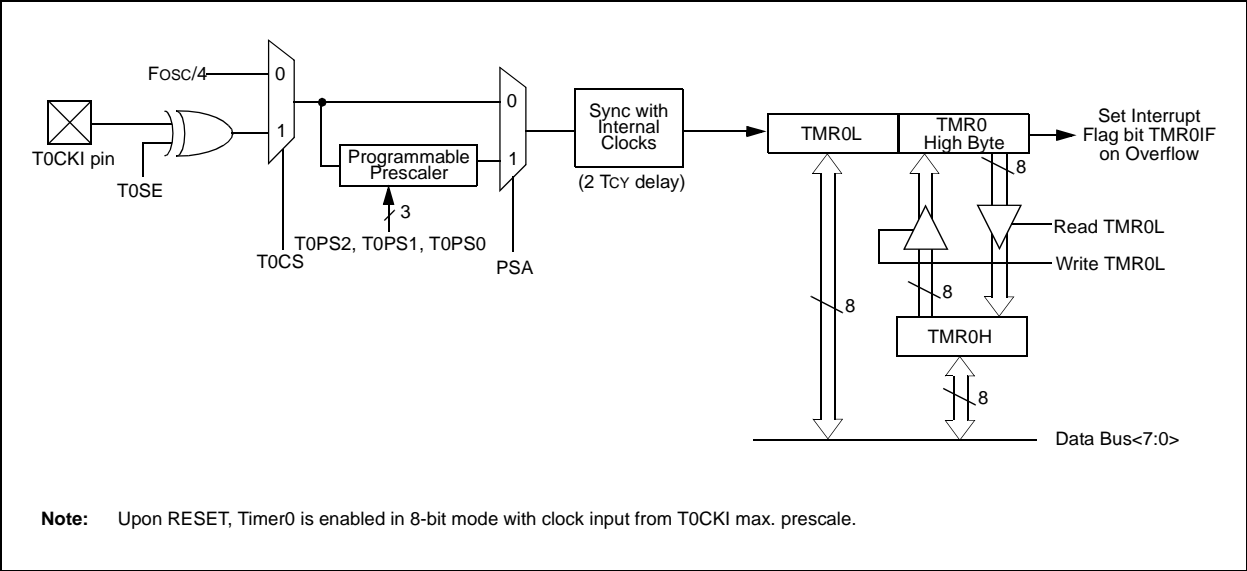 FOSC/4
0
1
T0CKI pin
T0SE
T0CS
Programmable
Prescaler
3
T0PS2, T0PS1, T0PS0
0
1
PSA
Sync with
Internal
Clocks
(2 TCY delay)
TMR0L
TMR0
High Byte
Set Interrupt
Flag bit TMR0IF
on Overflow
8
Read TMR0L
Write TMR0L
8
8
TMR0H
8
Data Bus<7:0>
Note: Upon RESET, Timer0 is enabled in 8-bit mode with clock input from T0CKI max. prescale.